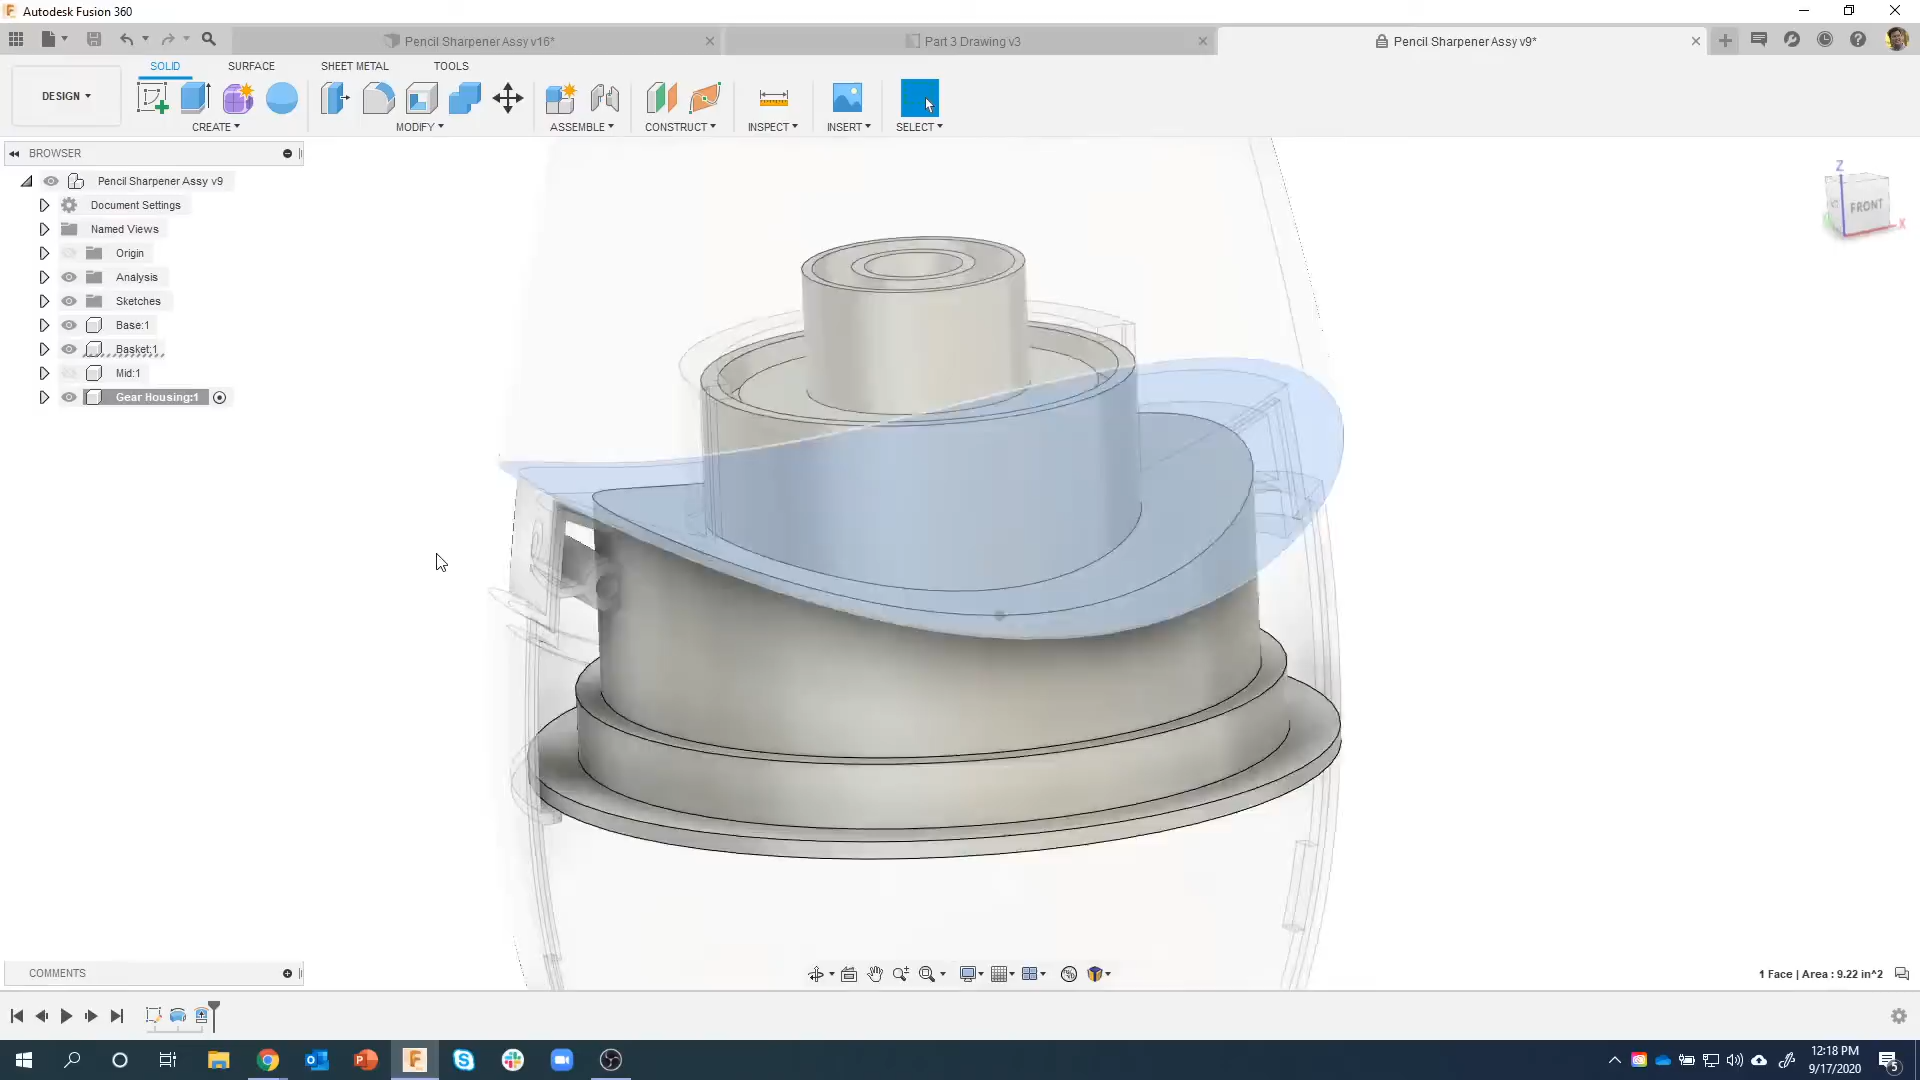 Autodesk Fusion 360
Pencil Sharpener Assy v16*
Part 3 Drawing v3
Pencil Sharpener Assy v9*
DESIGN
SOLID
SURFACE
SHEET METAL
TOOLS
CREATE
MODIFY
ASSEMBLE
CONSTRUCT
INSPECT
INSERT
SELECT
BROWSER
Pencil Sharpener Assy v9
Document Settings
Named Views
Origin
Analysis
Sketches
Base:1
Basket:1
Mid:1
Gear Housing:1
Z
FRONT
X
COMMENTS
1 Face | Area : 9.22 in^2
12:18 PM
9/17/2020
5